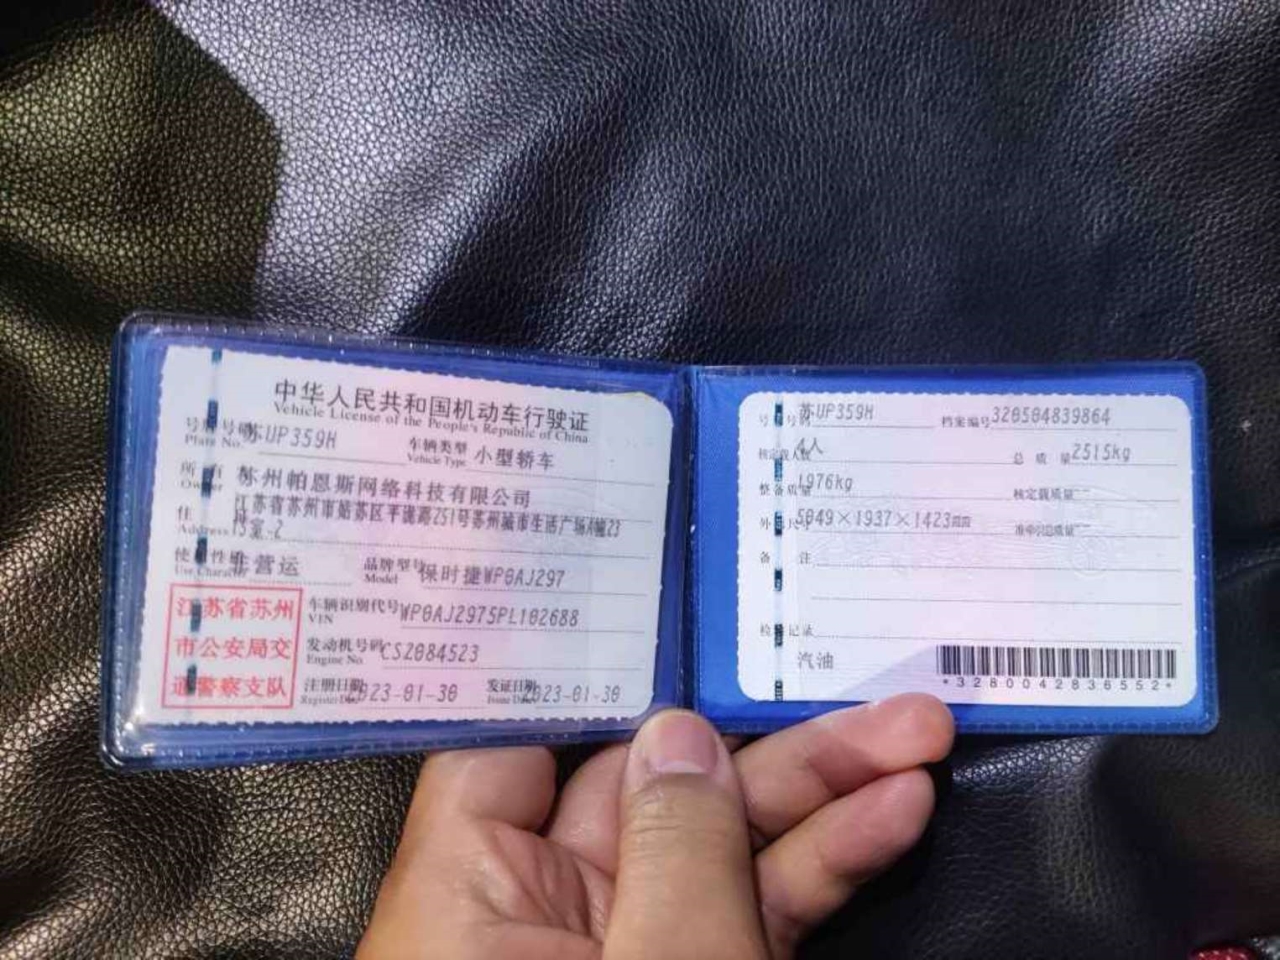 中华人民共和国机动车行驶证
Vehicle License of the People's Republic of China
号牌号码 苏UP359H 车辆类型 小型轿车
Plate No. Vehicle Type
所有人 苏州帕恩斯网络科技有限公司
Owner
住址 江苏省苏州市姑苏区平泷路251号苏州城市生活广场4幢23
Address 13室-2
使用性质 非营运 品牌型号 保时捷WP0AJ297
Use Character Model
江苏省苏州
市公安局交
通警察支队
车辆识别代号 WP0AJ2975PL102688
VIN
发动机号码 CSZ084523
Engine No.
注册日期 2023-01-30 发证日期 2023-01-30
Register Date Issue Date
号牌号码 苏UP359H 档案编号 320504839864
核定载人数 4人 总质量 2515kg
整备质量 1976kg 核定载质量 --
外廓尺寸 5049×1937×1423mm 准牵引总质量 --
备注
检验记录
汽油
*3280042836552*